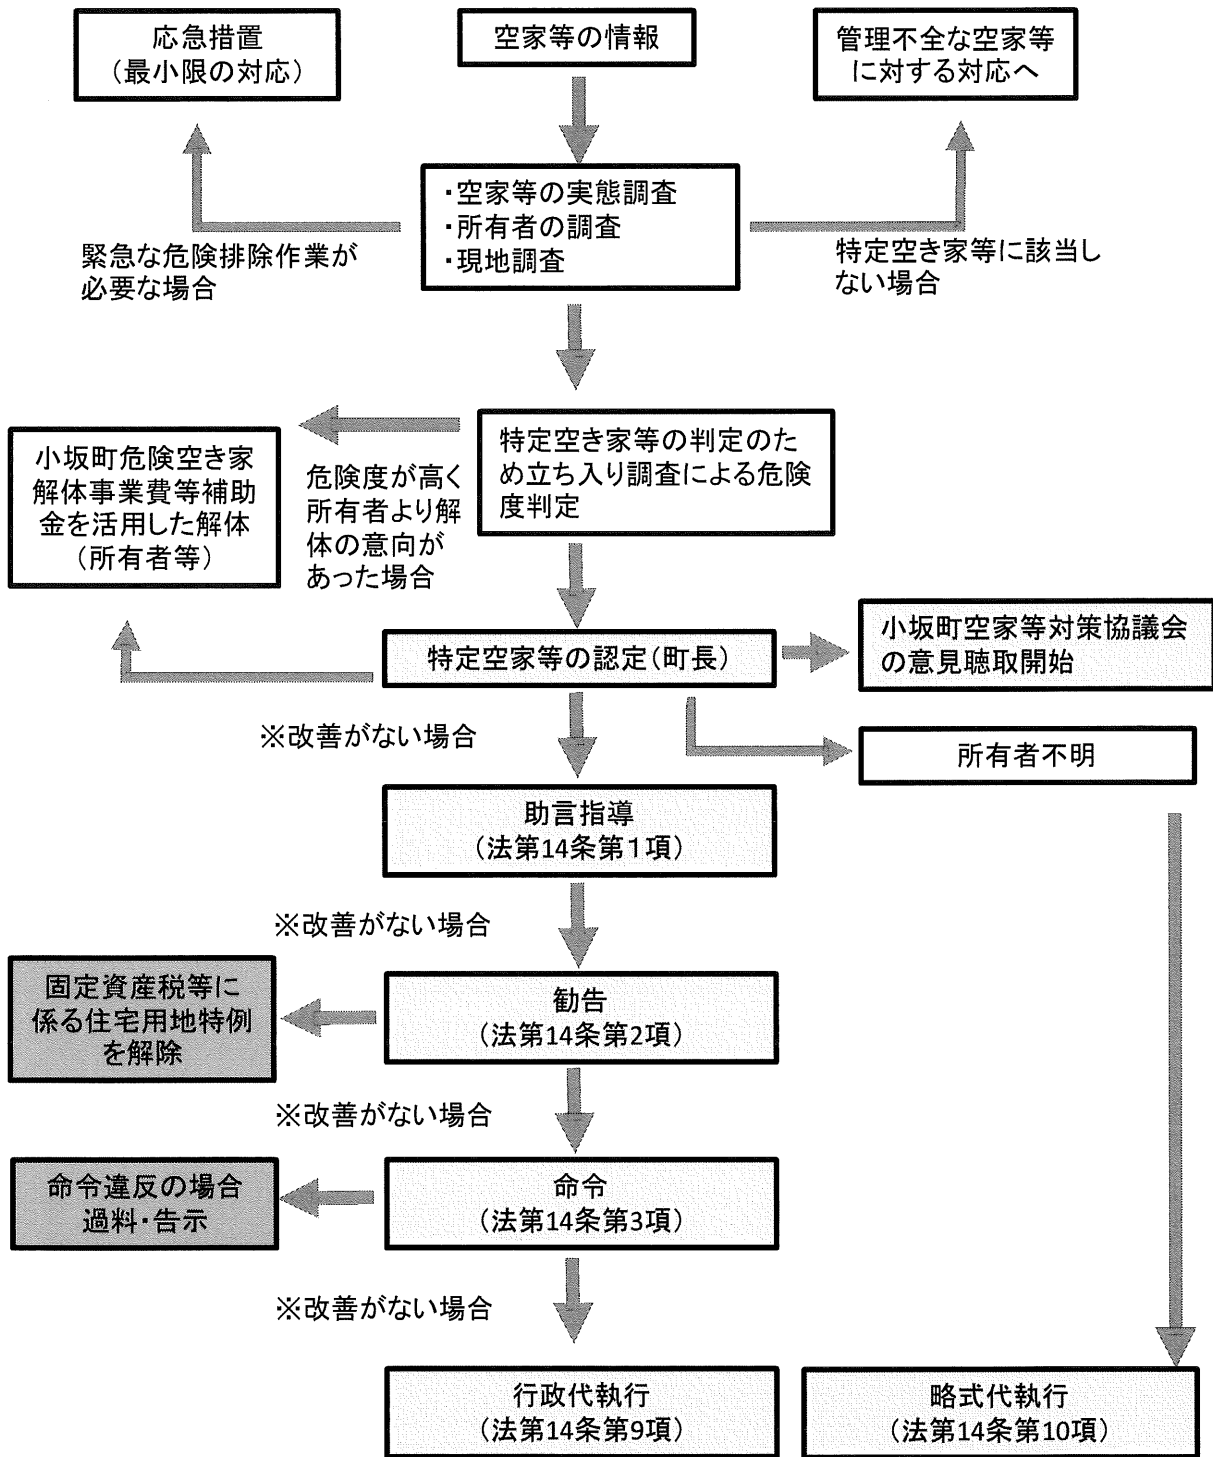 応急措置
（最小限の対応）
空家等の情報
管理不全な空家等
に対する対応へ
・空家等の実態調査
・所有者の調査
・現地調査
緊急な危険排除作業が
必要な場合
特定空き家等に該当し
ない場合
小坂町危険空き家
解体事業費等補助
金を活用した解体
（所有者等）
危険度が高く
所有者より解
体の意向が
あった場合
特定空き家等の判定のた
め立ち入り調査による危険
度判定
特定空家等の認定（町長）
小坂町空家等対策協議会
の意見聴取開始
※改善がない場合
所有者不明
助言指導
（法第14条第１項）
※改善がない場合
固定資産税等に
係る住宅用地特例
を解除
勧告
（法第14条第2項）
※改善がない場合
命令違反の場合
過料・告示
命令
（法第14条第3項）
※改善がない場合
行政代執行
（法第14条第9項）
略式代執行
（法第14条第10項）